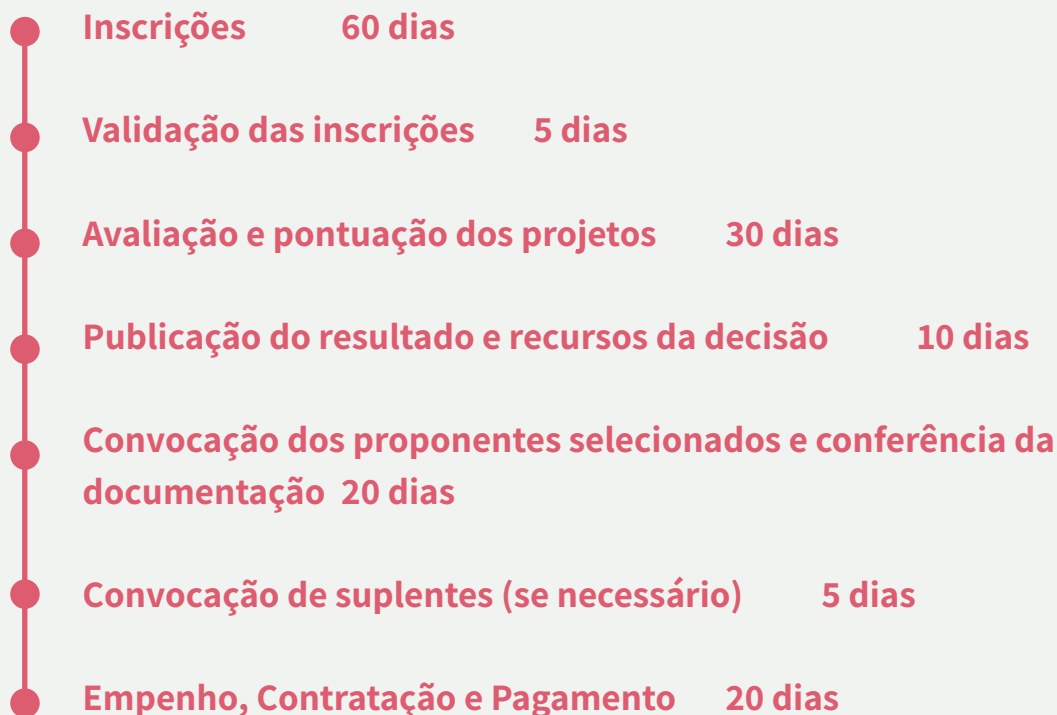 Inscrições 60 dias
Validação das inscrições 5 dias
Avaliação e pontuação dos projetos 30 dias
Publicação do resultado e recursos da decisão 10 dias
Convocação dos proponentes selecionados e conferência da
documentação 20 dias
Convocação de suplentes (se necessário) 5 dias
Empenho, Contratação e Pagamento 20 dias